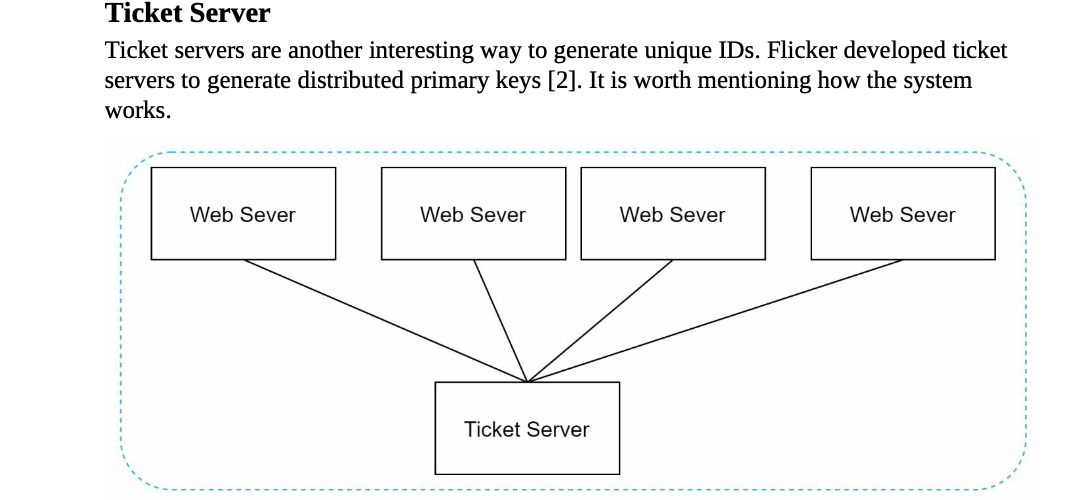 Ticket Server
Ticket servers are another interesting way to generate unique IDs. Flicker developed ticket
servers to generate distributed primary keys [2]. It is worth mentioning how the system
works.
Web Sever
Web Sever
Web Sever
Web Sever
Ticket Server